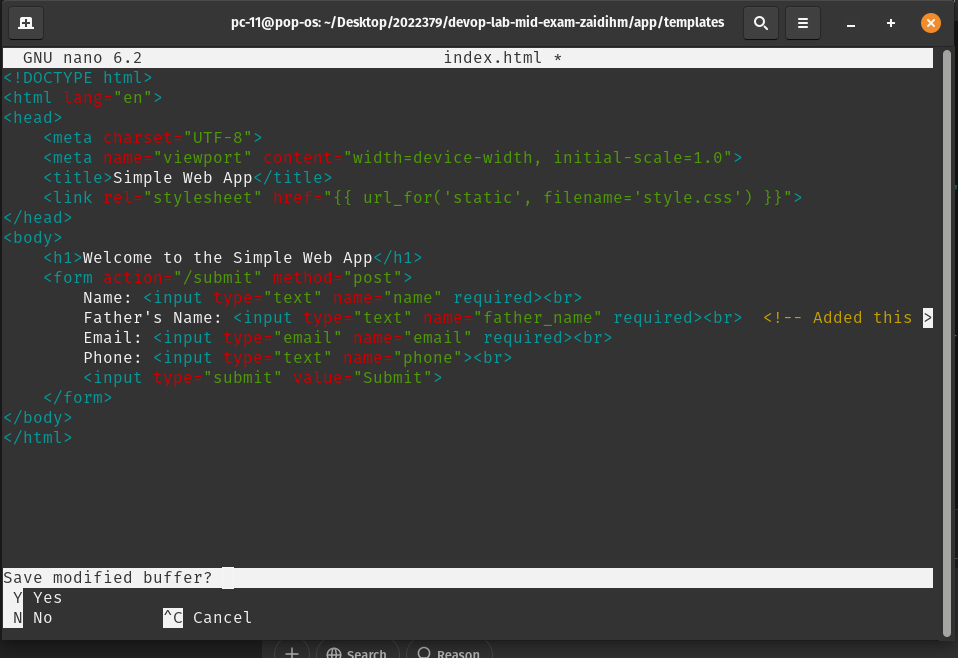 pc-11@pop-os: ~/Desktop/2022379/devop-lab-mid-exam-zaidihm/app/templates
GNU nano 6.2 index.html *
<!DOCTYPE html>
<html lang="en">
<head>
    <meta charset="UTF-8">
    <meta name="viewport" content="width=device-width, initial-scale=1.0">
    <title>Simple Web App</title>
    <link rel="stylesheet" href="{{ url_for('static', filename='style.css') }}">
</head>
<body>
    <h1>Welcome to the Simple Web App</h1>
    <form action="/submit" method="post">
        Name: <input type="text" name="name" required><br>
        Father's Name: <input type="text" name="father_name" required><br>  <!-- Added this >
        Email: <input type="email" name="email" required><br>
        Phone: <input type="text" name="phone"><br>
        <input type="submit" value="Submit">
    </form>
</body>
</html>
Save modified buffer?
Y Yes
N No ^C Cancel
Search Reason